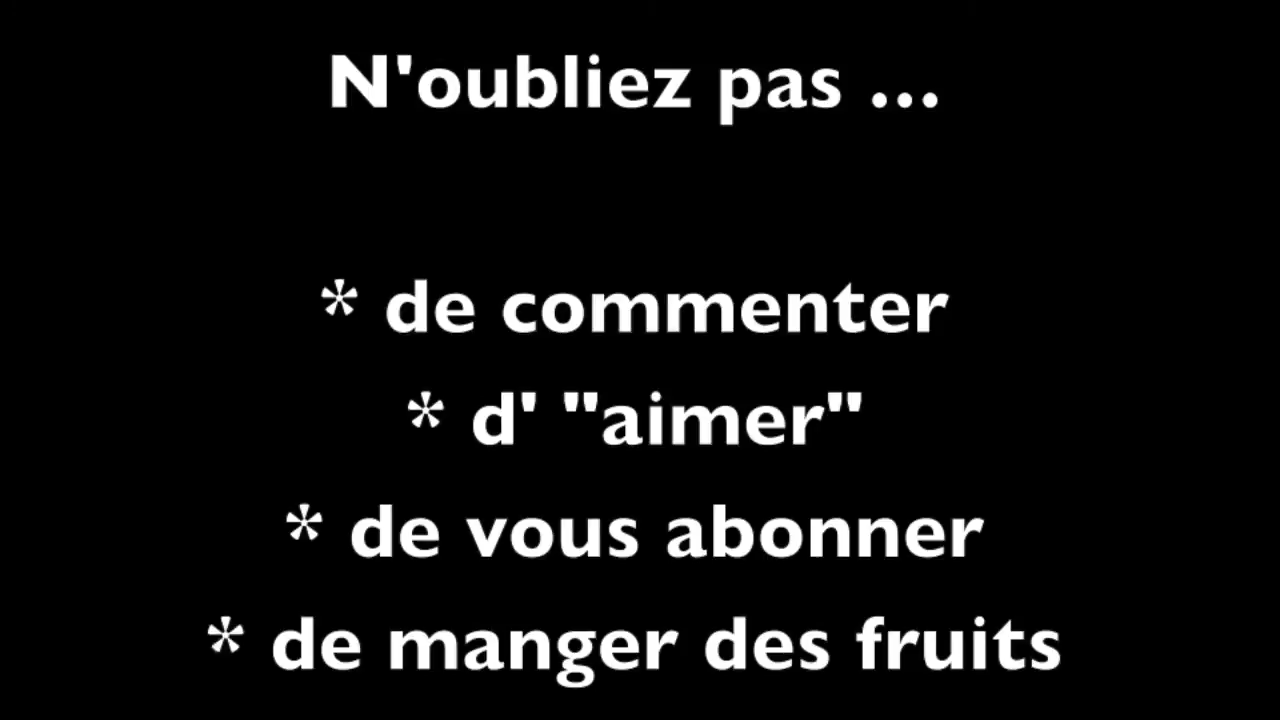 N'oubliez pas ...
* de commenter
* d' "aimer"
* de vous abonner
* de manger des fruits